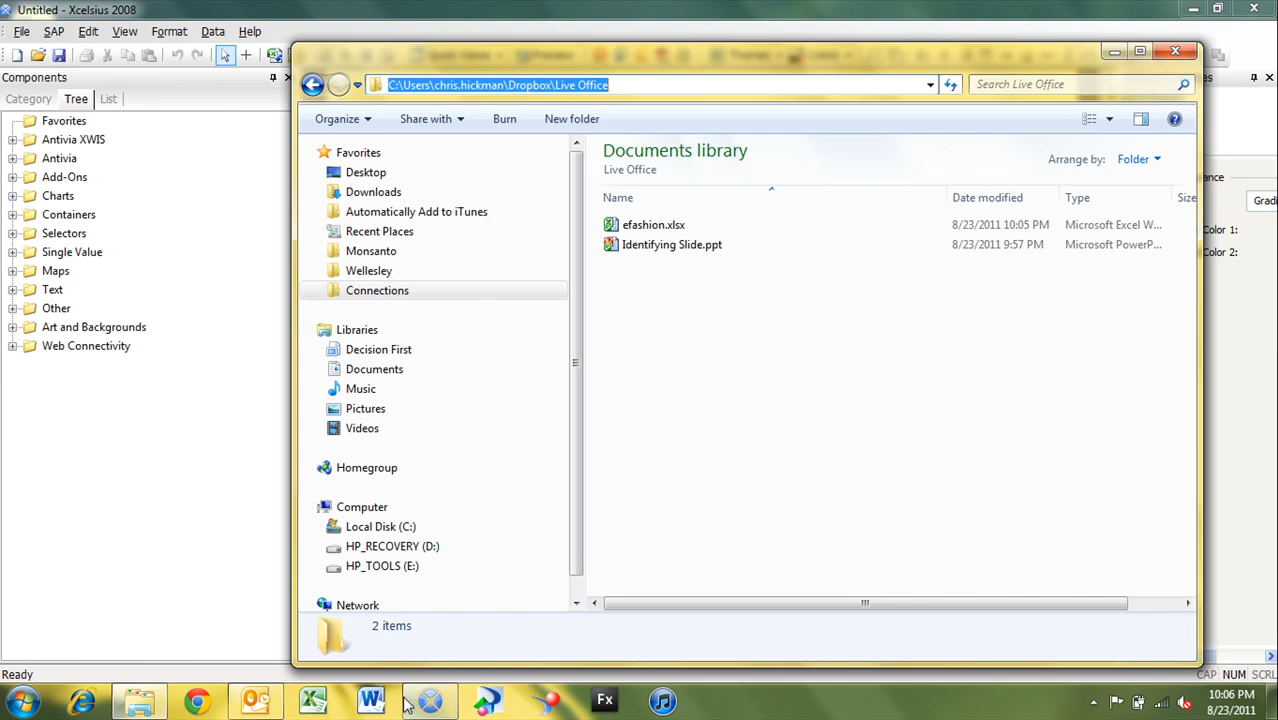 Untitled - Xcelsius 2008
File SAP Edit View Format Data Help
Components
Category Tree List
Favorites
Antivia XWIS
Antivia
Add-Ons
Charts
Containers
Selectors
Single Value
Maps
Text
Other
Art and Backgrounds
Web Connectivity
C:\Users\chris.hickman\Dropbox\Live Office
Search Live Office
Organize Share with Burn New folder
Favorites
Desktop
Downloads
Automatically Add to iTunes
Recent Places
Monsanto
Wellesley
Connections
Libraries
Decision First
Documents
Music
Pictures
Videos
Homegroup
Computer
Local Disk (C:)
HP_RECOVERY (D:)
HP_TOOLS (E:)
Network
Documents library
Live Office
Arrange by: Folder
Name Date modified Type Size
efashion.xlsx 8/23/2011 10:05 PM Microsoft Excel W...
Identifying Slide.ppt 8/23/2011 9:57 PM Microsoft PowerP...
2 items
Color 1:
Color 2:
Ready
CAP NUM SCRL
Fx
10:06 PM
8/23/2011